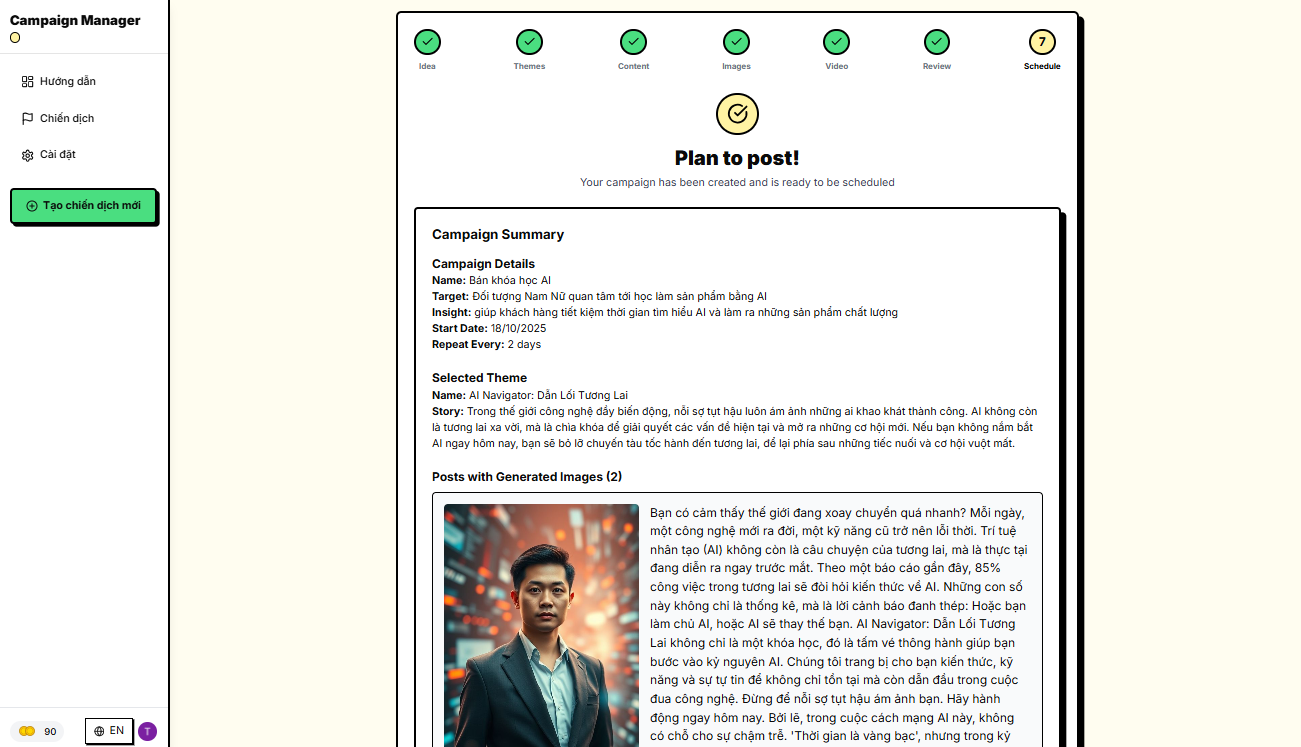 Campaign Manager
Hướng dẫn
Chiến dịch
Cài đặt
Tạo chiến dịch mới
90
EN
T
7
Idea
Themes
Content
Images
Video
Review
Schedule
Plan to post!
Your campaign has been created and is ready to be scheduled
Campaign Summary
Campaign Details
Name: Bán khóa học AI
Target: Đối tượng Nam Nữ quan tâm tới học làm sản phẩm bằng AI
Insight: giúp khách hàng tiết kiệm thời gian tìm hiểu AI và làm ra những sản phẩm chất lượng
Start Date: 18/10/2025
Repeat Every: 2 days
Selected Theme
Name: AI Navigator: Dẫn Lối Tương Lai
Story: Trong thế giới công nghệ đầy biến động, nỗi sợ tụt hậu luôn ám ảnh những ai khao khát thành công. AI không còn
là tương lai xa vời, mà là chìa khóa để giải quyết các vấn đề hiện tại và mở ra những cơ hội mới. Nếu bạn không nắm bắt
AI ngay hôm nay, bạn sẽ bỏ lỡ chuyến tàu tốc hành đến tương lai, để lại phía sau những tiếc nuối và cơ hội vuột mất.
Posts with Generated Images (2)
Bạn có cảm thấy thế giới đang xoay chuyển quá nhanh? Mỗi ngày,
một công nghệ mới ra đời, một kỹ năng cũ trở nên lỗi thời. Trí tuệ
nhân tạo (AI) không còn là câu chuyện của tương lai, mà là thực tại
đang diễn ra ngay trước mắt. Theo một báo cáo gần đây, 85%
công việc trong tương lai sẽ đòi hỏi kiến thức về AI. Những con số
này không chỉ là thống kê, mà là lời cảnh báo đanh thép: Hoặc bạn
làm chủ AI, hoặc AI sẽ thay thế bạn. AI Navigator: Dẫn Lối Tương
Lai không chỉ là một khóa học, đó là tấm vé thông hành giúp bạn
bước vào kỷ nguyên AI. Chúng tôi trang bị cho bạn kiến thức, kỹ
năng và sự tự tin để không chỉ tồn tại mà còn dẫn đầu trong cuộc
đua công nghệ. Đừng để nỗi sợ tụt hậu ám ảnh bạn. Hãy hành
động ngay hôm nay. Bởi lẽ, trong cuộc cách mạng AI này, không
có chỗ cho sự chậm trễ. 'Thời gian là vàng bạc', nhưng trong kỷ